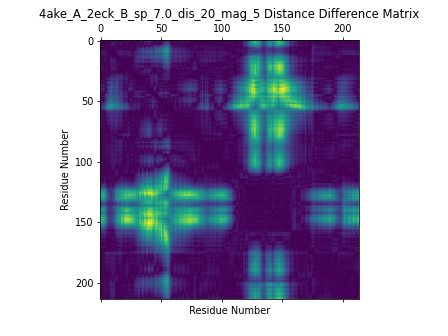 4ake_A_2eck_B_sp_7.0_dis_20_mag_5 Distance Difference Matrix
0 50 100 150 200
0
50
100
150
200
Residue Number
Residue Number